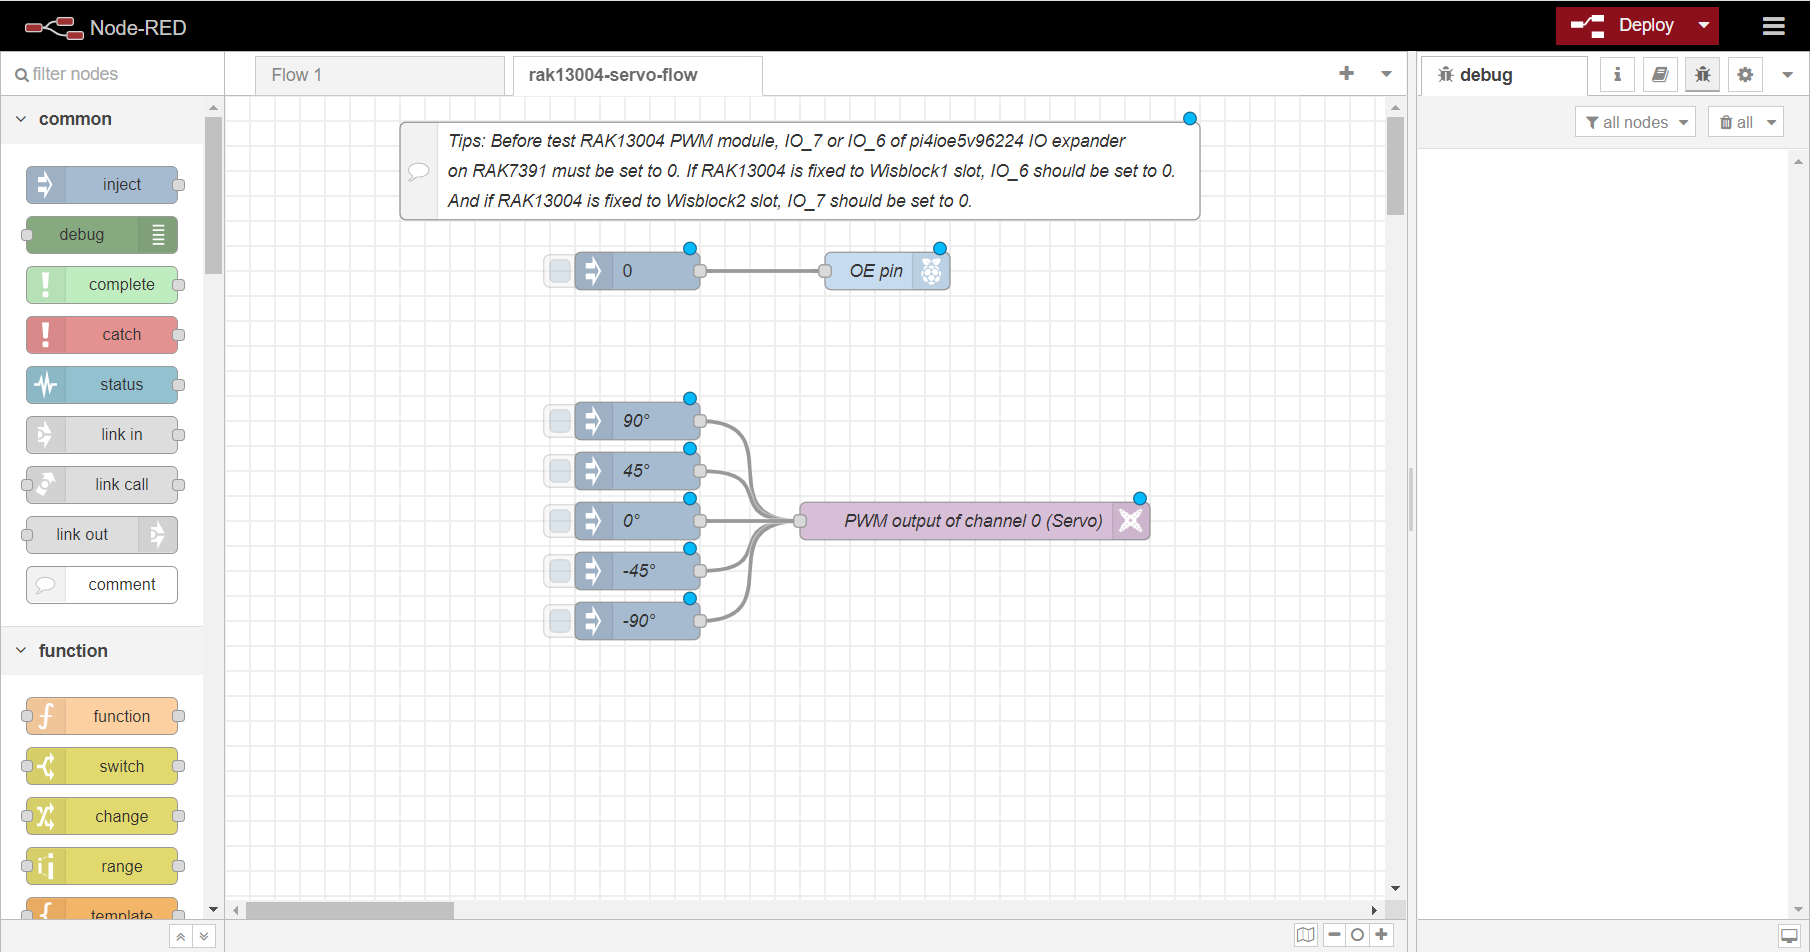 Node-RED
Deploy
filter nodes
Flow 1
rak13004-servo-flow
debug
all nodes
all
common
inject
debug
complete
catch
status
link in
link call
link out
comment
function
function
switch
change
range
template
Tips: Before test RAK13004 PWM module, IO_7 or IO_6 of pi4ioe5v96224 IO expander
on RAK7391 must be set to 0. If RAK13004 is fixed to Wisblock1 slot, IO_6 should be set to 0.
And if RAK13004 is fixed to Wisblock2 slot, IO_7 should be set to 0.
0
OE pin
90°
45°
0°
-45°
-90°
PWM output of channel 0 (Servo)